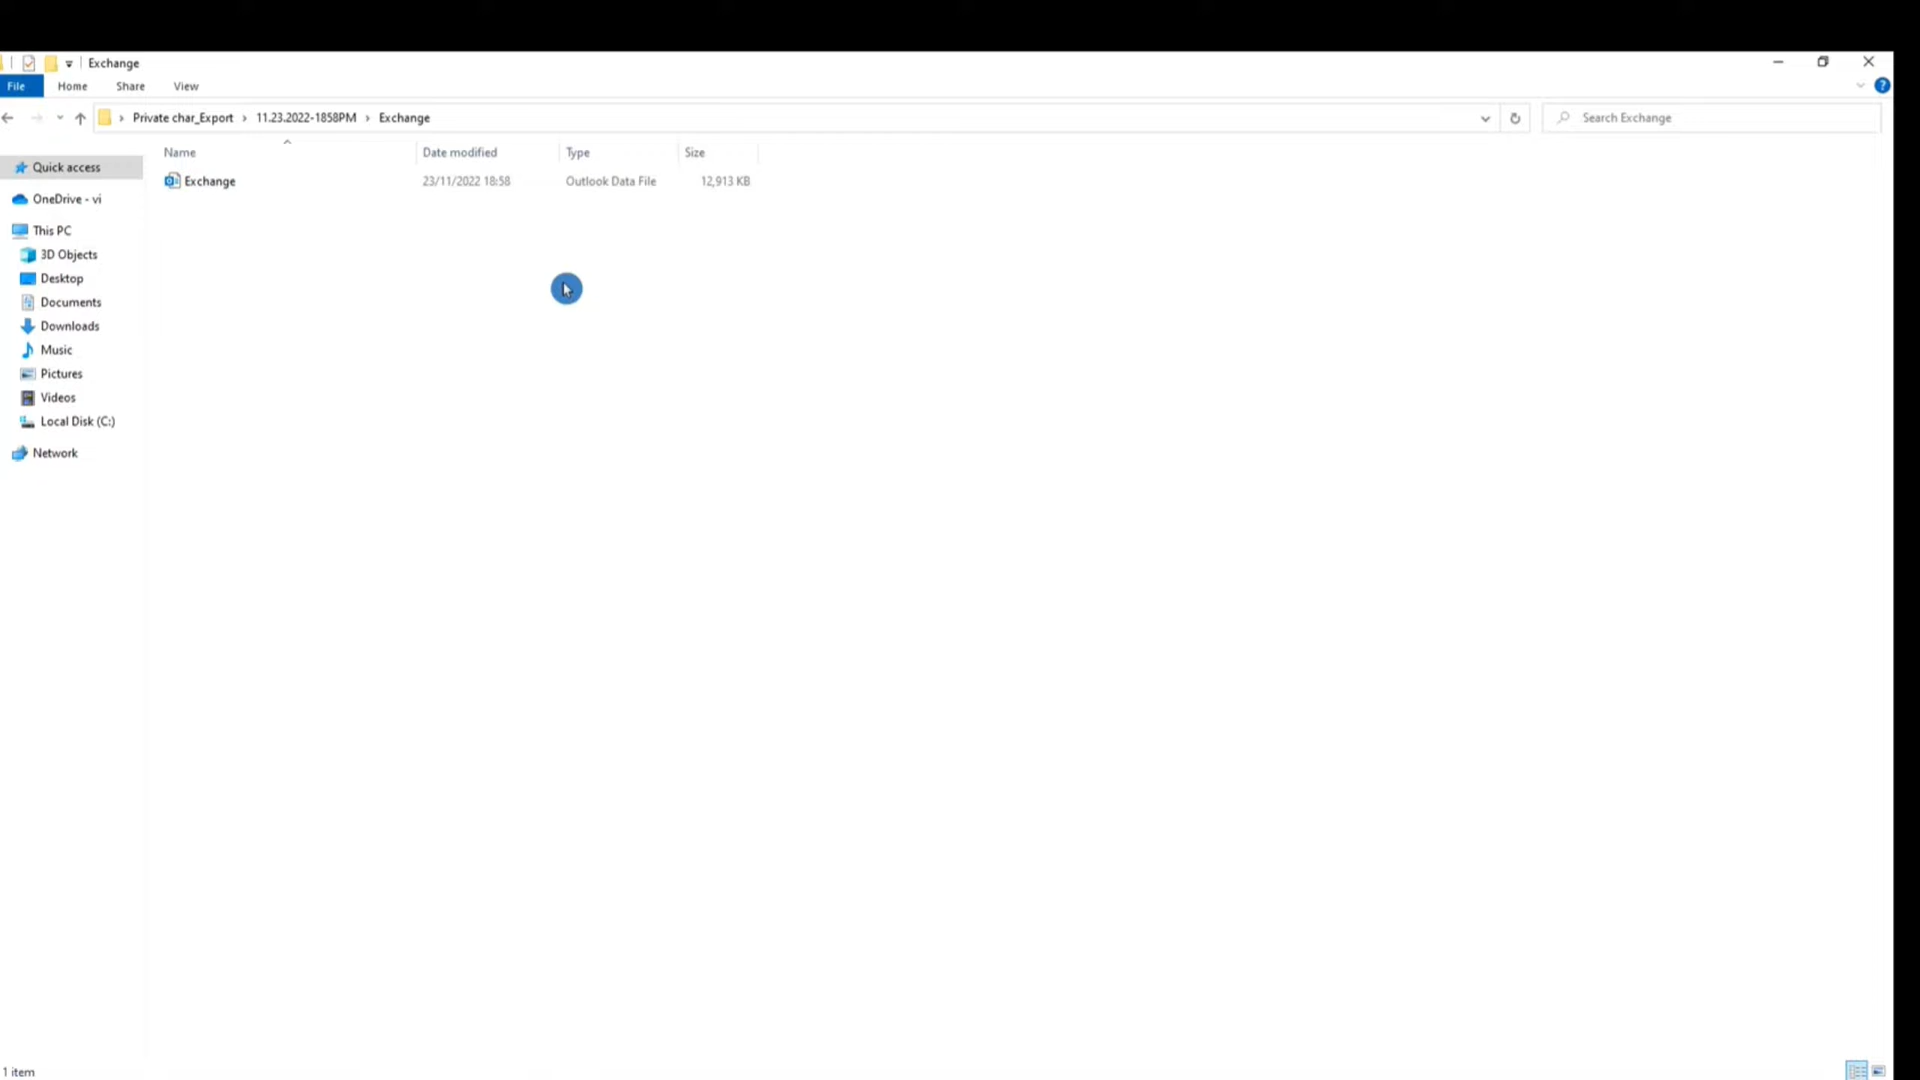 Exchange
File Home Share View
Private char_Export 11.23.2022-1858PM Exchange Search Exchange
Name Date modified Type Size
Exchange 23/11/2022 18:58 Outlook Data File 12,913 KB
Quick access
OneDrive - vi
This PC
3D Objects
Desktop
Documents
Downloads
Music
Pictures
Videos
Local Disk (C:)
Network
1 item